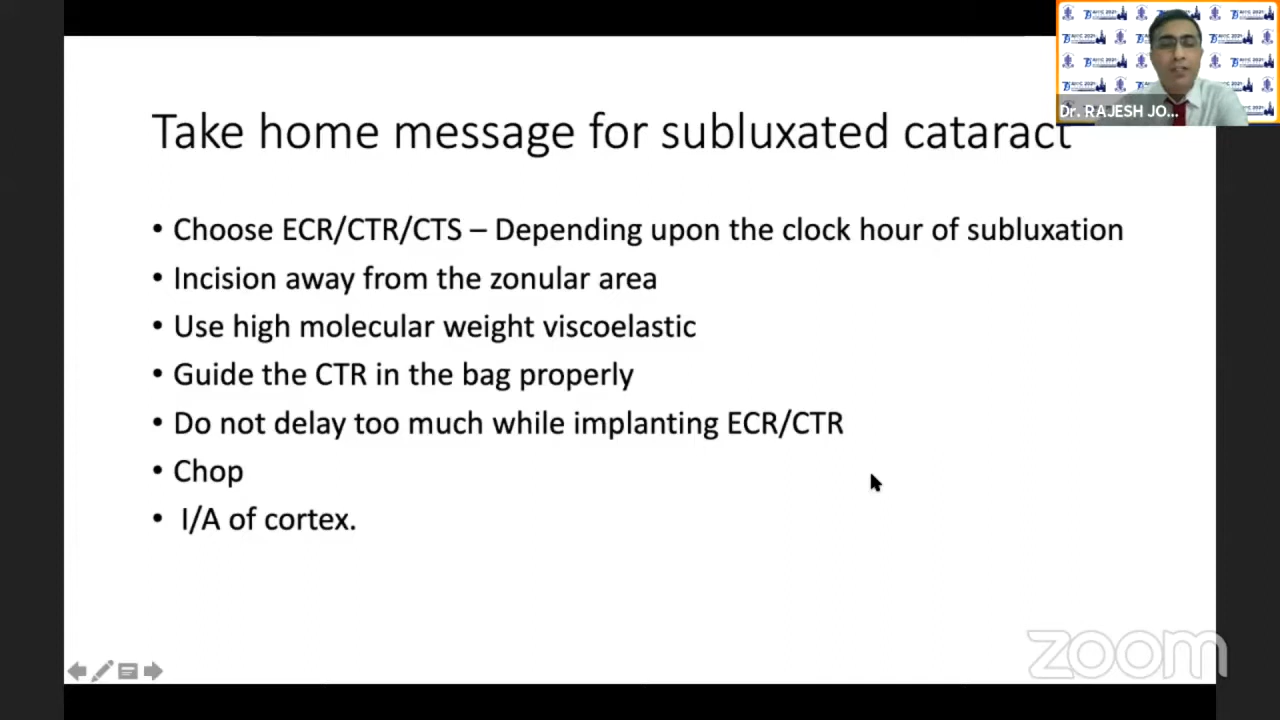 Take home message for subluxated cataract
• Choose ECR/CTR/CTS – Depending upon the clock hour of subluxation
• Incision away from the zonular area
• Use high molecular weight viscoelastic
• Guide the CTR in the bag properly
• Do not delay too much while implanting ECR/CTR
• Chop
• I/A of cortex.
Dr. RAJESH JO...
zoom